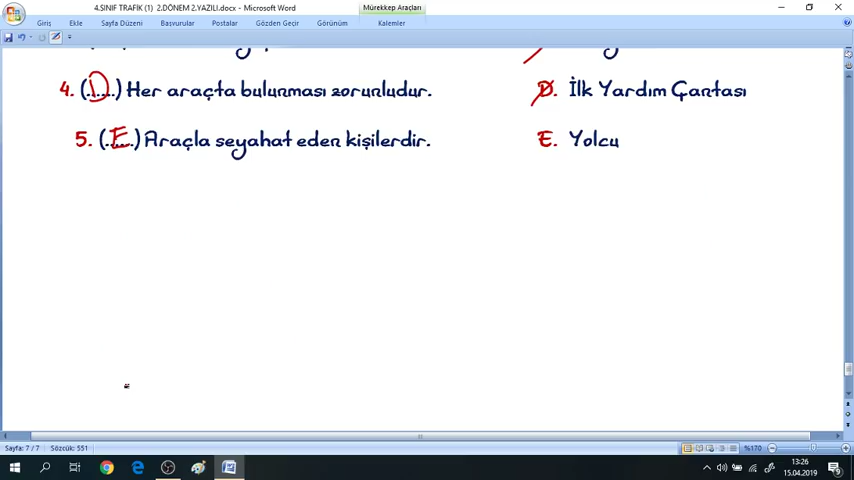 4.SINIF TRAFİK (1) 2.DÖNEM 2.YAZILI.docx - Microsoft Word
Mürekkep Araçları
Giriş Ekle Sayfa Düzeni Başvurular Postalar Gözden Geçir Görünüm Kalemler
4. (...D...) Her araçta bulunması zorunludur. D. İlk Yardım Çantası
5. (...E...) Araçla seyahat eden kişilerdir. E. Yolcu
Sayfa: 7 / 7 Sözcük: 551 %170
13:26
15.04.2019